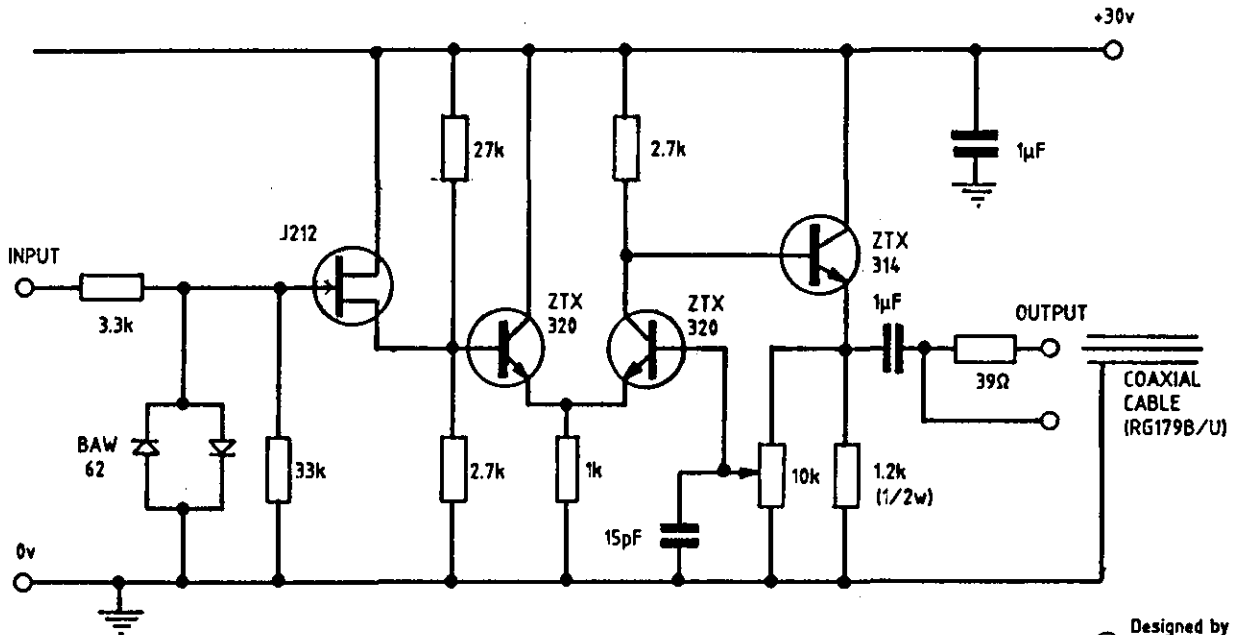 +30v
27k
2.7k
1µF
J212
INPUT
3.3k
ZTX
320
ZTX
320
ZTX
314
1µF
OUTPUT
39Ω
COAXIAL
CABLE
(RG179B/U)
BAW
62
33k
2.7k
1k
10k
1.2k
(1/2w)
15pF
0v
Designed by